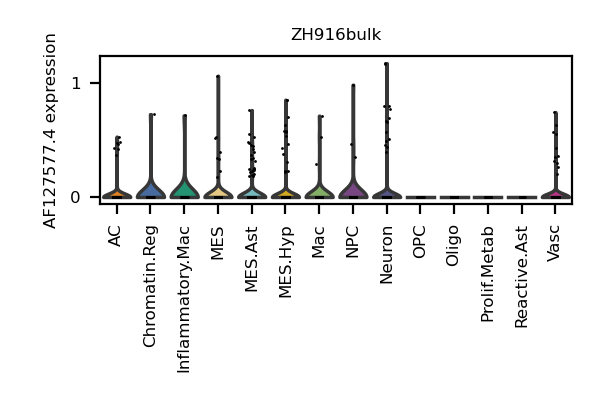 ZH916bulk
AF127577.4 expression
1
0
AC
Chromatin.Reg
Inflammatory.Mac
MES
MES.Ast
MES.Hyp
Mac
NPC
Neuron
OPC
Oligo
Prolif.Metab
Reactive.Ast
Vasc